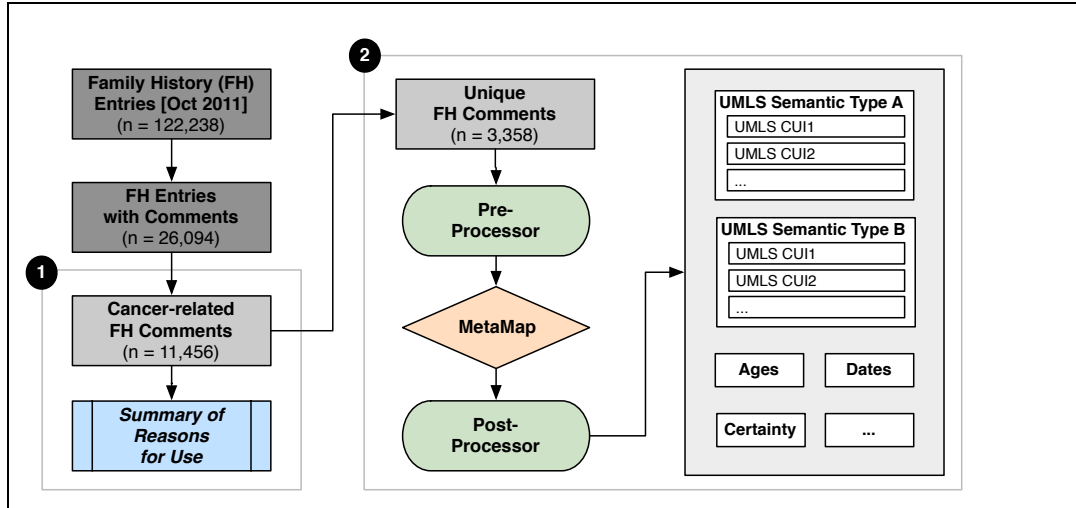 Family History (FH)
Entries [Oct 2011]
(n = 122,238)
FH Entries
with Comments
(n = 26,094)
1
Cancer-related
FH Comments
(n = 11,456)
Summary of
Reasons
for Use
2
Unique
FH Comments
(n = 3,358)
Pre-
Processor
MetaMap
Post-
Processor
UMLS Semantic Type A
UMLS CUI1
UMLS CUI2
...
UMLS Semantic Type B
UMLS CUI1
UMLS CUI2
...
Ages
Dates
Certainty
...